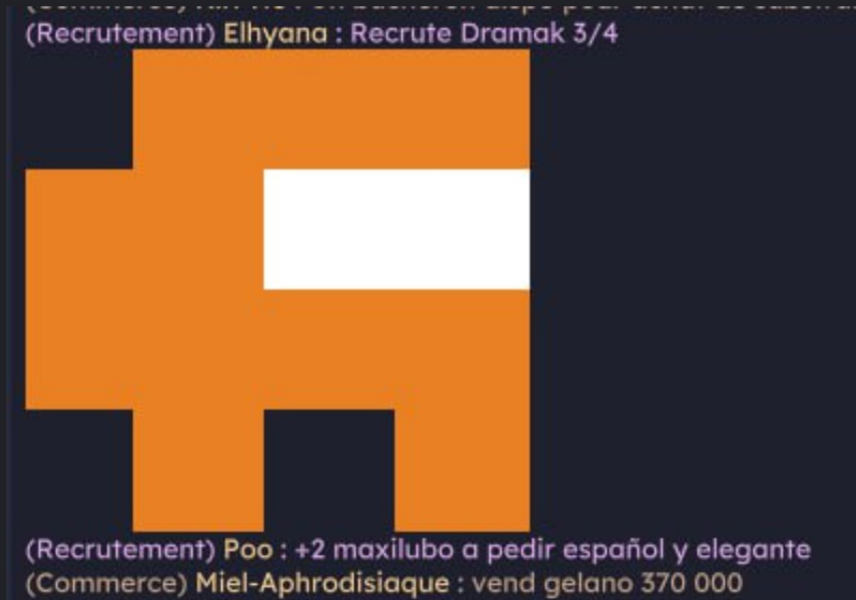 (Recrutement) Elhyana : Recrute Dramak 3/4
(Recrutement) Poo : +2 maxilubo a pedir español y elegante
(Commerce) Miel-Aphrodisiaque : vend gelano 370 000